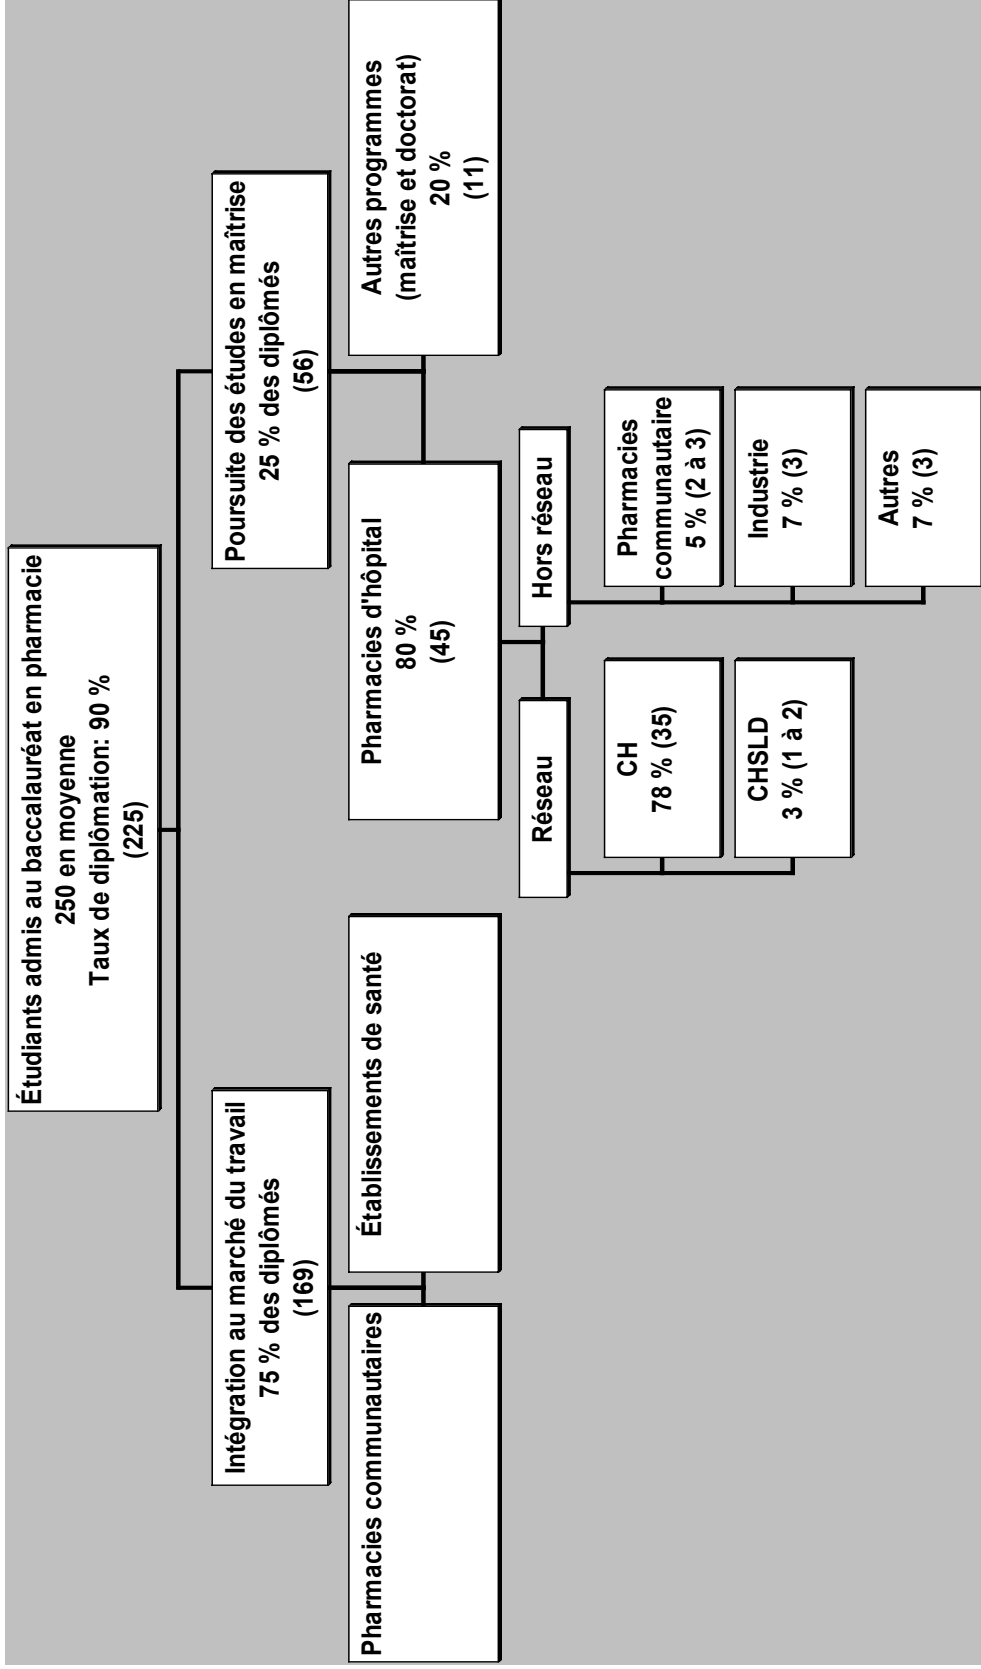 Étudiants admis au baccalauréat en pharmacie
250 en moyenne
Taux de diplômation: 90 %
(225)
Intégration au marché du travail
75 % des diplômés
(169)
Poursuite des études en maîtrise
25 % des diplômés
(56)
Pharmacies communautaires
Établissements de santé
Pharmacies d'hôpital
80 %
(45)
Autres programmes
(maîtrise et doctorat)
20 %
(11)
Réseau
Hors réseau
CH
78 % (35)
CHSLD
3 % (1 à 2)
Pharmacies
communautaire
5 % (2 à 3)
Industrie
7 % (3)
Autres
7 % (3)